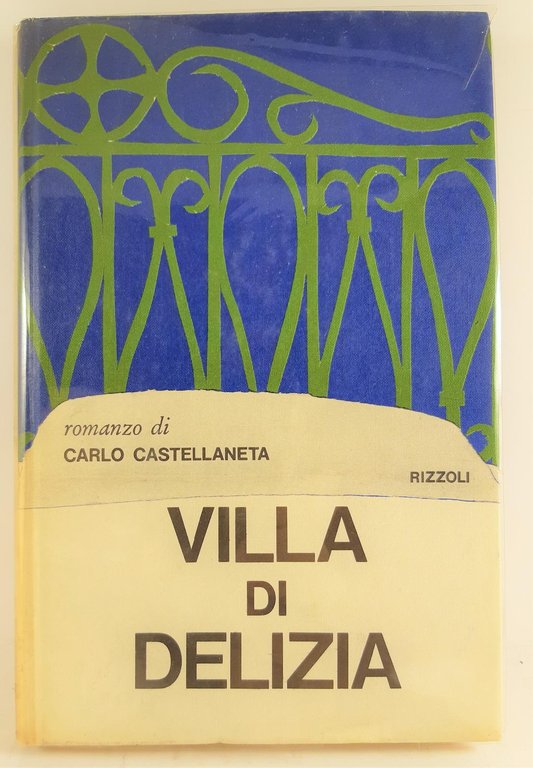 romanzo di
CARLO CASTELLANETA
RIZZOLI
VILLA
DI
DELIZIA